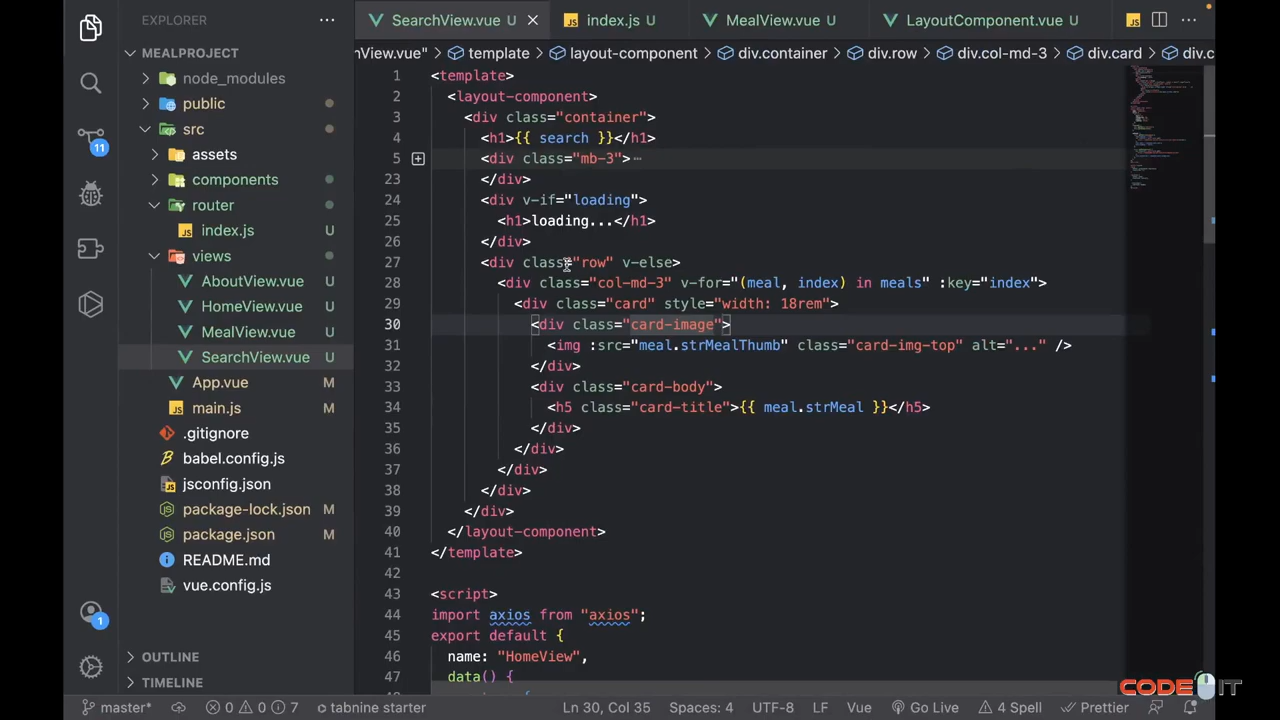 EXPLORER
MEALPROJECT
node_modules
public
src
assets
components
router
index.js U
views
AboutView.vue U
HomeView.vue U
MealView.vue U
SearchView.vue U
App.vue M
main.js M
.gitignore
babel.config.js
jsconfig.json
package-lock.json M
package.json M
README.md
vue.config.js
OUTLINE
TIMELINE
11
1
SearchView.vue U
index.js U
MealView.vue U
LayoutComponent.vue U
hView.vue" > template > layout-component > div.container > div.row > div.col-md-3 > div.card > div.c
1 <template>
2 <layout-component>
3 <div class="container">
4 <h1>{{ search }}</h1>
5 <div class="mb-3"> ⋯
23 </div>
24 <div v-if="loading">
25 <h1>loading...</h1>
26 </div>
27 <div class="row" v-else>
28 <div class="col-md-3" v-for="(meal, index) in meals" :key="index">
29 <div class="card" style="width: 18rem">
30 <div class="card-image">
31 <img :src="meal.strMealThumb" class="card-img-top" alt="..." />
32 </div>
33 <div class="card-body">
34 <h5 class="card-title">{{ meal.strMeal }}</h5>
35 </div>
36 </div>
37 </div>
38 </div>
39 </div>
40 </layout-component>
41 </template>
42
43 <script>
44 import axios from "axios";
45 export default {
46 name: "HomeView",
47 data() {
CODE IT
master* 0 0 7 tabnine starter Ln 30, Col 35 Spaces: 4 UTF-8 LF Vue Go Live 4 Spell Prettier